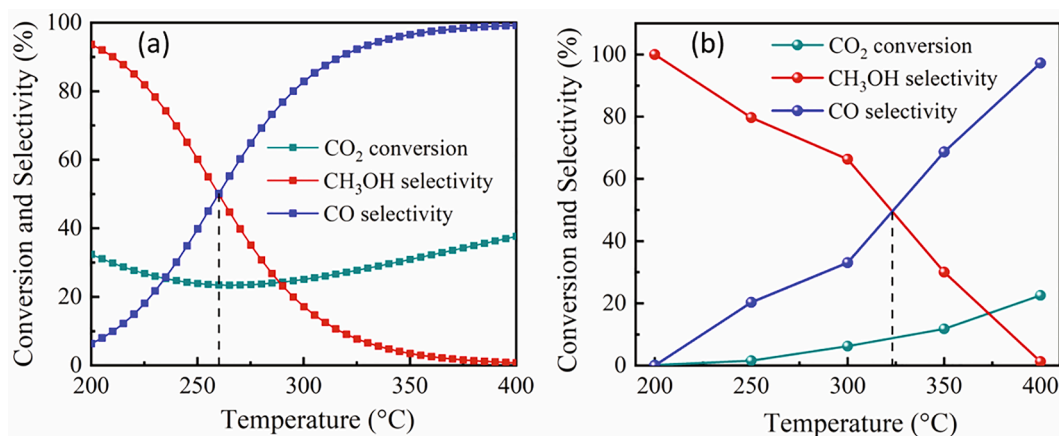 (a)
Conversion and Selectivity (%)
100
80
60
40
20
0
CO₂ conversion
CH₃OH selectivity
CO selectivity
200
250
300
350
400
Temperature (°C)
(b)
Conversion and Selectivity (%)
100
80
60
40
20
0
CO₂ conversion
CH₃OH selectivity
CO selectivity
200
250
300
350
400
Temperature (°C)